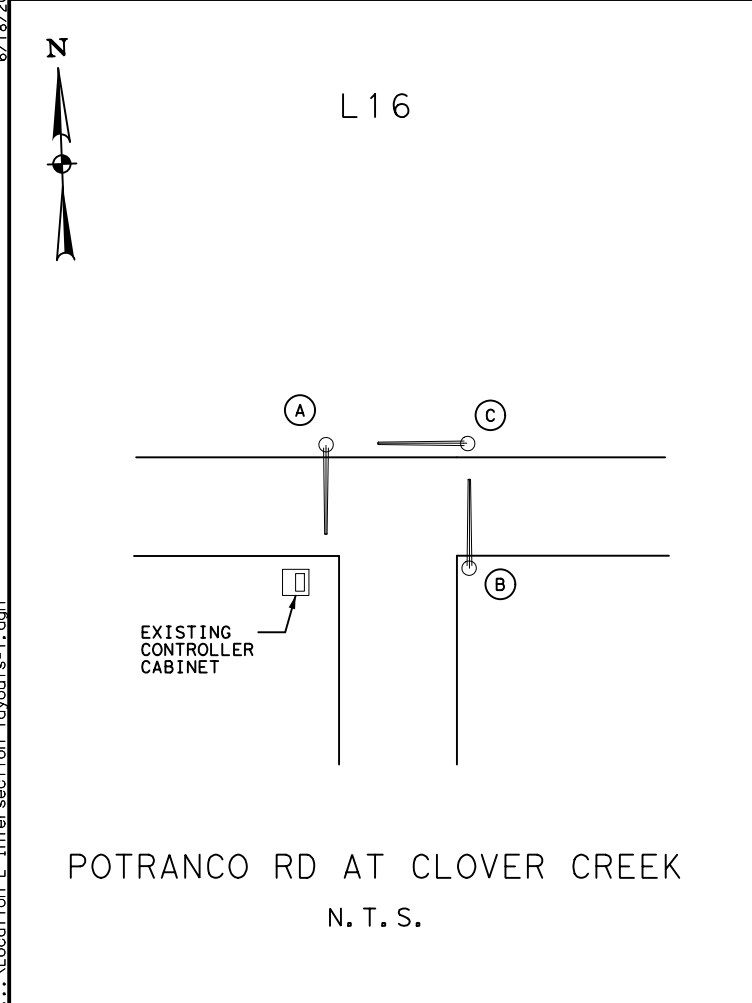 N
L16
A
C
B
EXISTING
CONTROLLER
CABINET
POTRANCO RD AT CLOVER CREEK
N.T.S.